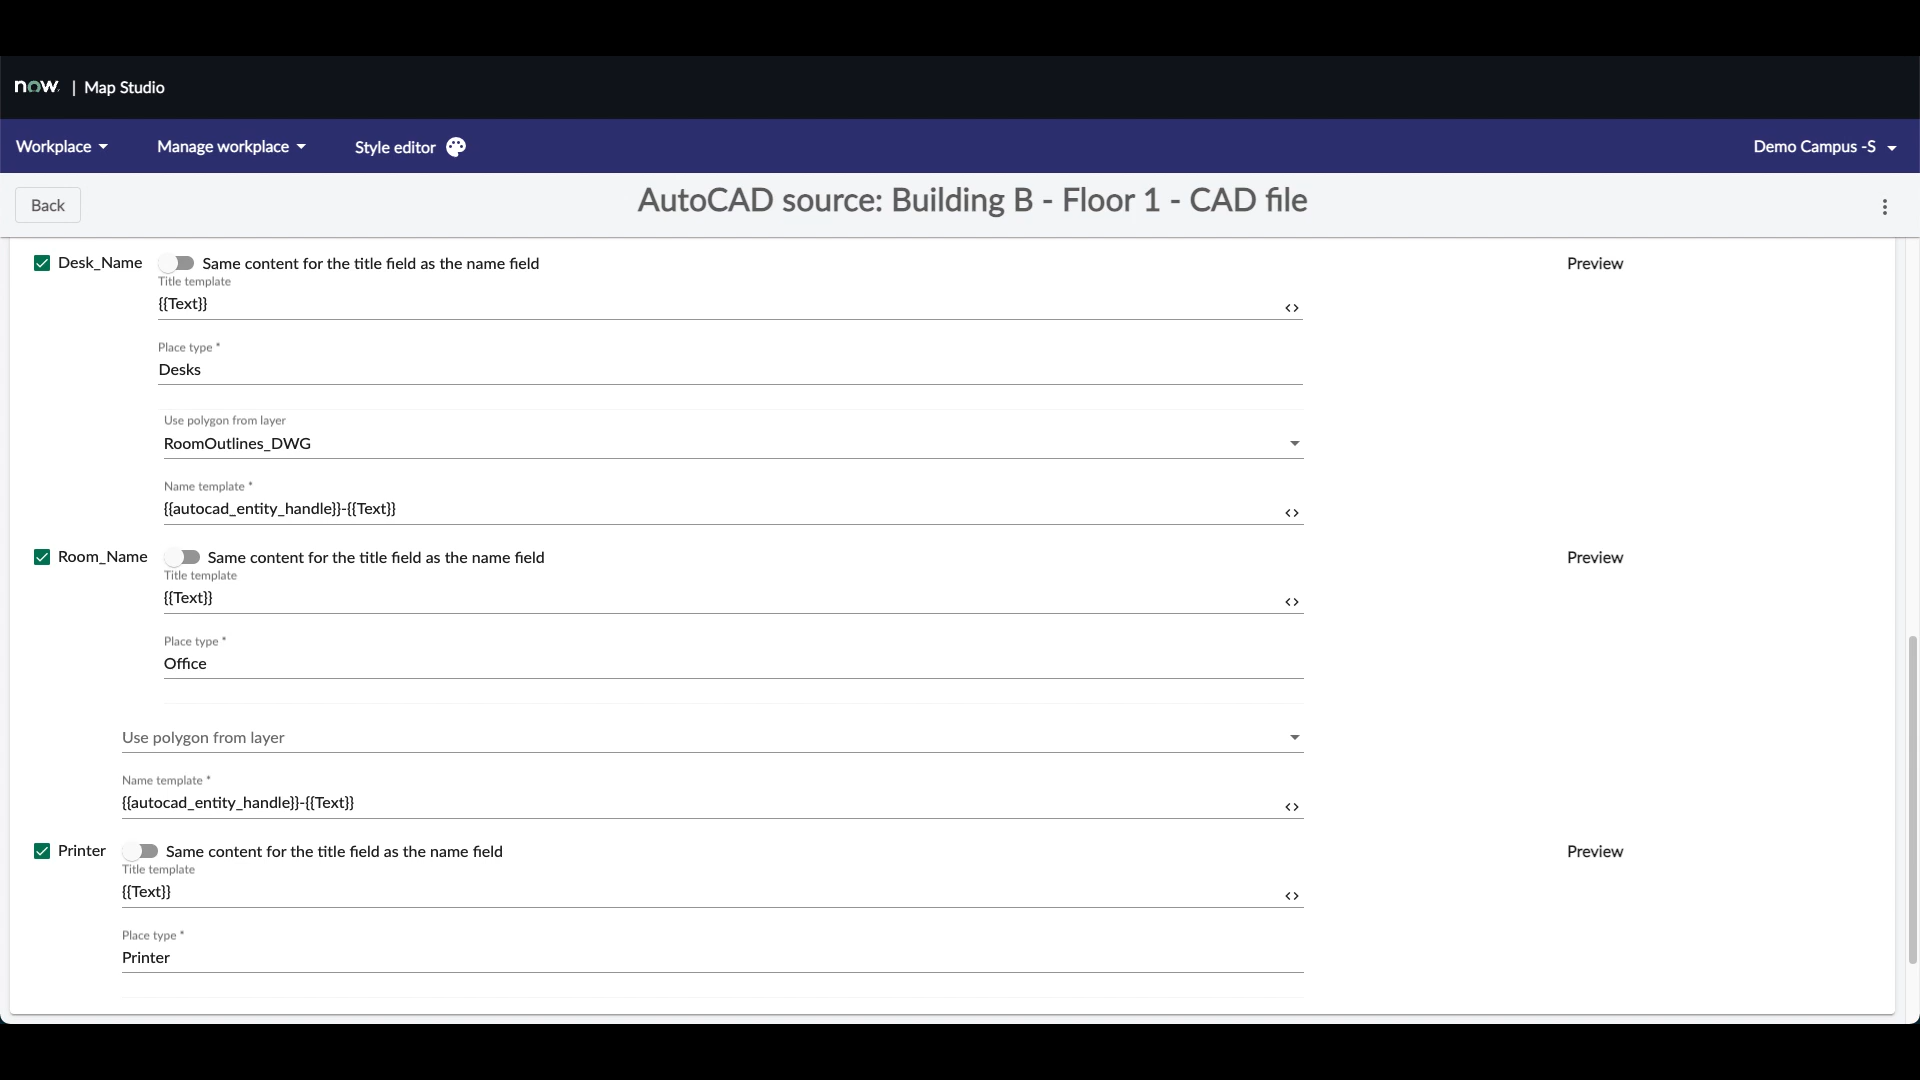 now. | Map Studio
Workplace Manage workplace Style editor Demo Campus -S
Back AutoCAD source: Building B - Floor 1 - CAD file
Desk_Name Same content for the title field as the name field Preview
Title template
{{Text}} <>
Place type *
Desks
Use polygon from layer
RoomOutlines_DWG
Name template *
{{autocad_entity_handle}}-{{Text}} <>
Room_Name Same content for the title field as the name field Preview
Title template
{{Text}} <>
Place type *
Office
Use polygon from layer
Name template *
{{autocad_entity_handle}}-{{Text}} <>
Printer Same content for the title field as the name field Preview
Title template
{{Text}} <>
Place type *
Printer